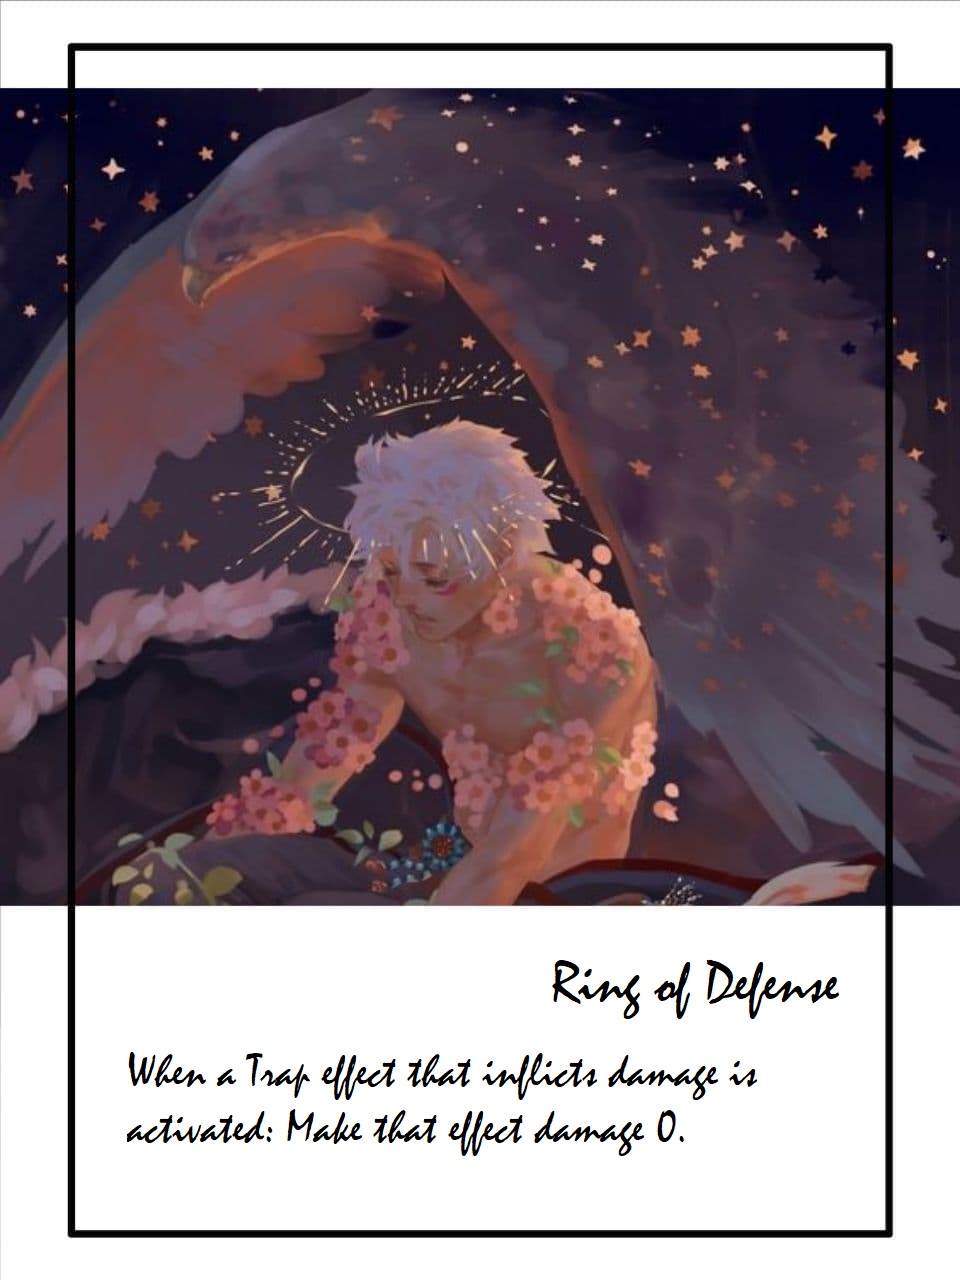 Ring of Defense
When a Trap effect that inflicts damage is
activated: Make that effect damage 0.